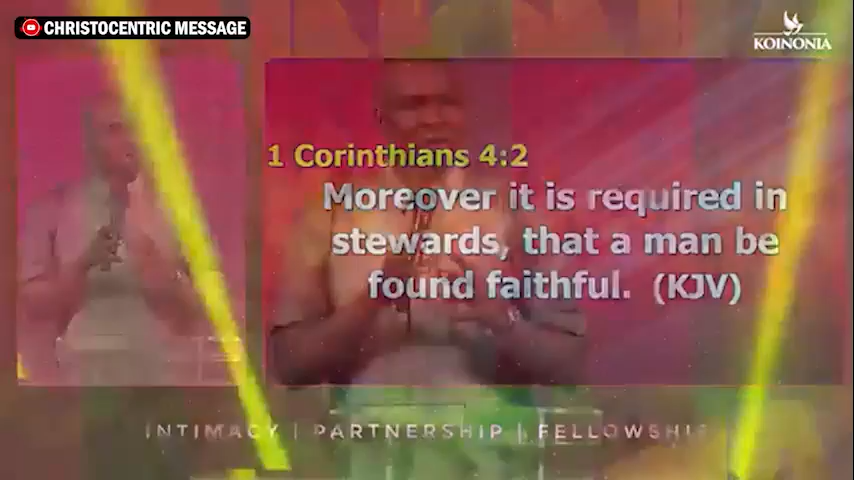 CHRISTOCENTRIC MESSAGE
KOINONIA
1 Corinthians 4:2
Moreover it is required in
stewards, that a man be
found faithful. (KJV)
INTIMACY | PARTNERSHIP | FELLOWSHIP